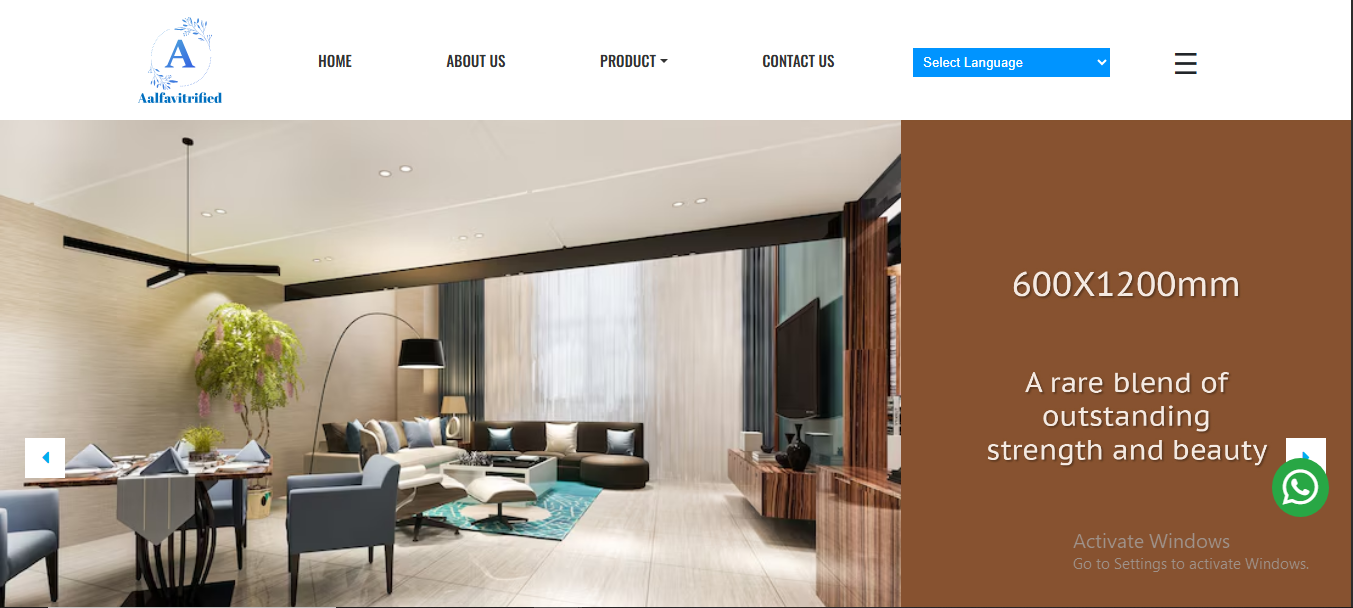 A
Aalfavitrified
HOME
ABOUT US
PRODUCT
CONTACT US
Select Language
600X1200mm
A rare blend of
outstanding
strength and beauty
Activate Windows
Go to Settings to activate Windows.